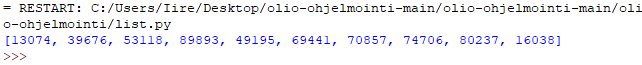 = RESTART: C:/Users/Iire/Desktop/olio-ohjelmointi-main/olio-ohjelmointi-main/oli
o-ohjelmointi/list.py
[13074, 39676, 53118, 89893, 49195, 69441, 70857, 74706, 80237, 16038]
>>>